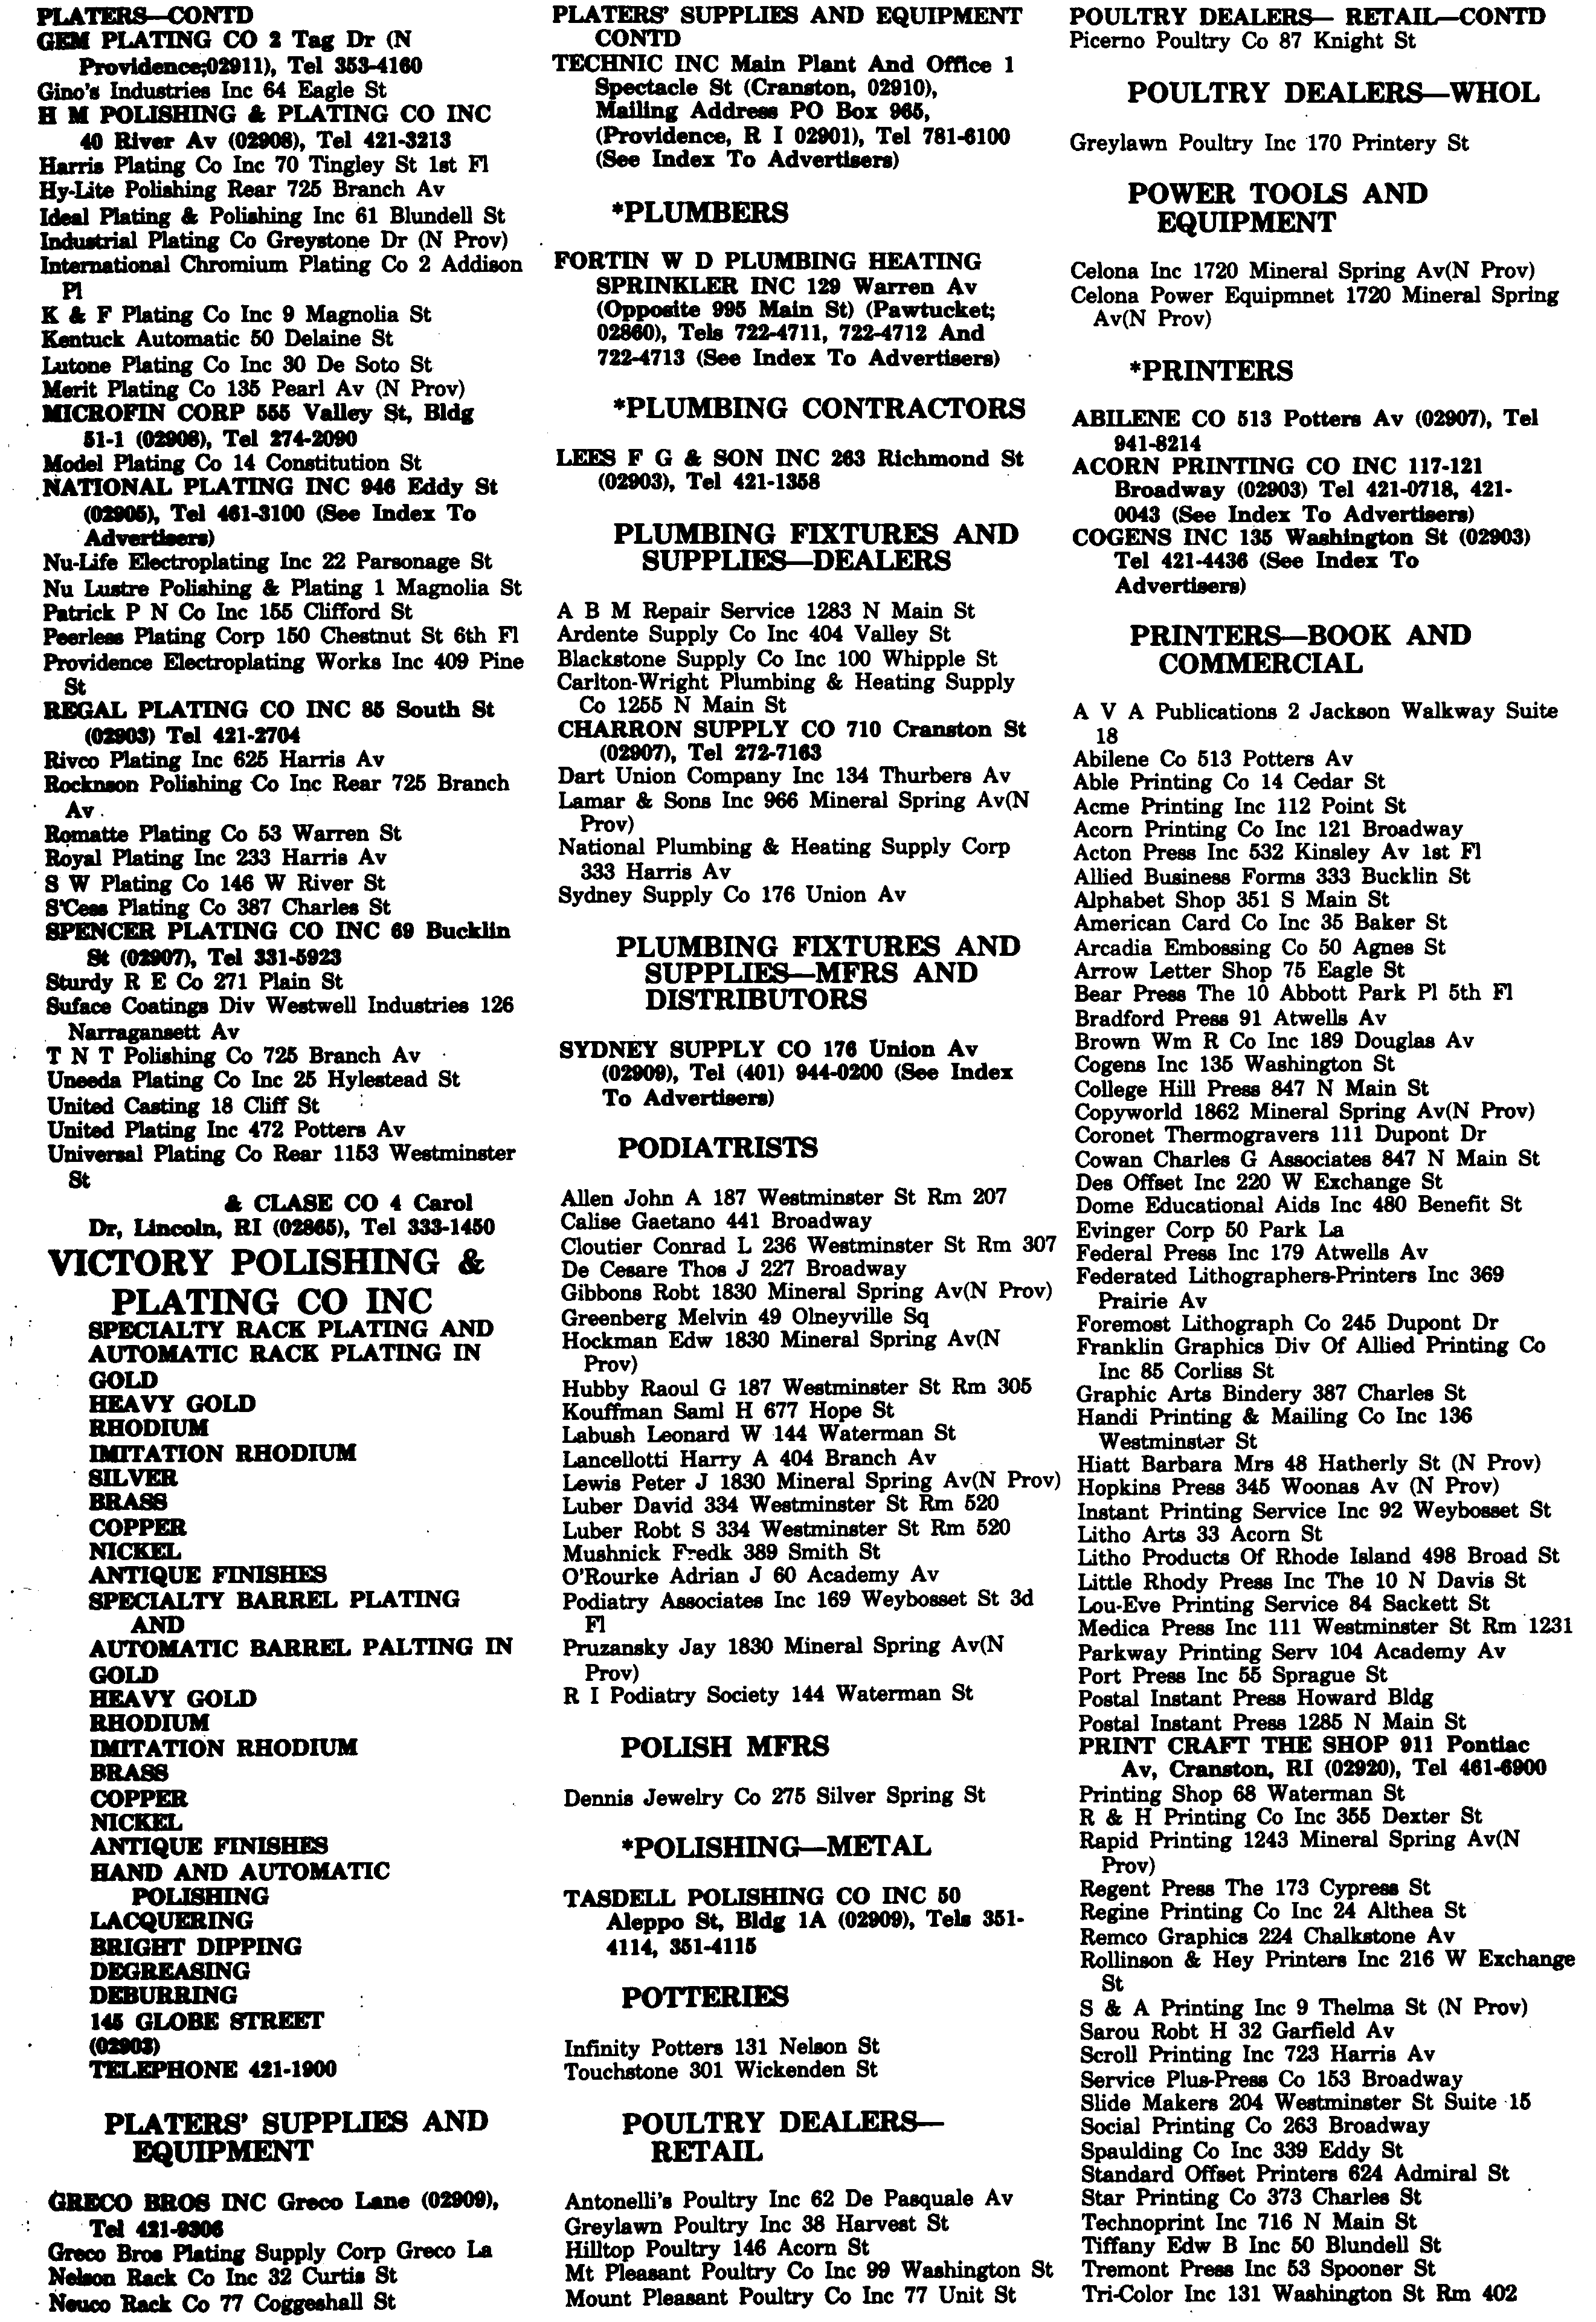 PLATERS—CONTD
GEM PLATING CO 2 Tag Dr (N
Providence;02911), Tel 353-4160
Gino's Industries Inc 64 Eagle St
H M POLISHING & PLATING CO INC
40 River Av (02908), Tel 421-3213
Harris Plating Co Inc 70 Tingley St 1st Fl
Hy-Lite Polishing Rear 725 Branch Av
Ideal Plating & Polishing Inc 61 Blundell St
Industrial Plating Co Greystone Dr (N Prov)
International Chromium Plating Co 2 Addison
Pl
K & F Plating Co Inc 9 Magnolia St
Kentuck Automatic 50 Delaine St
Lutone Plating Co Inc 30 De Soto St
Merit Plating Co 135 Pearl Av (N Prov)
MICROFIN CORP 555 Valley St, Bldg
51-1 (02908), Tel 274-2090
Model Plating Co 14 Constitution St
NATIONAL PLATING INC 946 Eddy St
(02905), Tel 461-3100 (See Index To
Advertisers)
Nu-Life Electroplating Inc 22 Parsonage St
Nu Lustre Polishing & Plating 1 Magnolia St
Patrick P N Co Inc 155 Clifford St
Peerless Plating Corp 150 Chestnut St 6th Fl
Providence Electroplating Works Inc 409 Pine
St
REGAL PLATING CO INC 85 South St
(02903) Tel 421-2704
Rivco Plating Inc 625 Harris Av
Rocknson Polishing Co Inc Rear 725 Branch
Av
Romatte Plating Co 53 Warren St
Royal Plating Inc 233 Harris Av
S W Plating Co 146 W River St
S'Cess Plating Co 387 Charles St
SPENCER PLATING CO INC 69 Bucklin
St (02907), Tel 331-5923
Sturdy R E Co 271 Plain St
Suface Coatings Div Westwell Industries 126
Narragansett Av
T N T Polishing Co 725 Branch Av
Uneeda Plating Co Inc 25 Hylestead St
United Casting 18 Cliff St
United Plating Inc 472 Potters Av
Universal Plating Co Rear 1153 Westminster
St
& CLASE CO 4 Carol
Dr, Lincoln, RI (02865), Tel 333-1450
VICTORY POLISHING &
PLATING CO INC
SPECIALTY RACK PLATING AND
AUTOMATIC RACK PLATING IN
GOLD
HEAVY GOLD
RHODIUM
IMITATION RHODIUM
SILVER
BRASS
COPPER
NICKEL
ANTIQUE FINISHES
SPECIALTY BARREL PLATING
AND
AUTOMATIC BARREL PALTING IN
GOLD
HEAVY GOLD
RHODIUM
IMITATION RHODIUM
BRASS
COPPER
NICKEL
ANTIQUE FINISHES
HAND AND AUTOMATIC
POLISHING
LACQUERING
BRIGHT DIPPING
DEGREASING
DEBURRING
145 GLOBE STREET
(02903)
TELEPHONE 421-1900
PLATERS' SUPPLIES AND
EQUIPMENT
GRECO BROS INC Greco Lane (02909),
Tel 421-9306
Greco Bros Plating Supply Corp Greco La
Nelson Rack Co Inc 32 Curtis St
Neuco Rack Co 77 Coggeshall St
PLATERS' SUPPLIES AND EQUIPMENT
CONTD
TECHNIC INC Main Plant And Office 1
Spectacle St (Cranston, 02910),
Mailing Address PO Box 965,
(Providence, R I 02901), Tel 781-6100
(See Index To Advertisers)
*PLUMBERS
FORTIN W D PLUMBING HEATING
SPRINKLER INC 129 Warren Av
(Opposite 995 Main St) (Pawtucket;
02860), Tels 722-4711, 722-4712 And
722-4713 (See Index To Advertisers)
*PLUMBING CONTRACTORS
LEES F G & SON INC 263 Richmond St
(02903), Tel 421-1358
PLUMBING FIXTURES AND
SUPPLIES—DEALERS
A B M Repair Service 1283 N Main St
Ardente Supply Co Inc 404 Valley St
Blackstone Supply Co Inc 100 Whipple St
Carlton-Wright Plumbing & Heating Supply
Co 1255 N Main St
CHARRON SUPPLY CO 710 Cranston St
(02907), Tel 272-7163
Dart Union Company Inc 134 Thurbers Av
Lamar & Sons Inc 966 Mineral Spring Av(N
Prov)
National Plumbing & Heating Supply Corp
333 Harris Av
Sydney Supply Co 176 Union Av
PLUMBING FIXTURES AND
SUPPLIES—MFRS AND
DISTRIBUTORS
SYDNEY SUPPLY CO 176 Union Av
(02909), Tel (401) 944-0200 (See Index
To Advertisers)
PODIATRISTS
Allen John A 187 Westminster St Rm 207
Calise Gaetano 441 Broadway
Cloutier Conrad L 236 Westminster St Rm 307
De Cesare Thos J 227 Broadway
Gibbons Robt 1830 Mineral Spring Av(N Prov)
Greenberg Melvin 49 Olneyville Sq
Hockman Edw 1830 Mineral Spring Av(N
Prov)
Hubby Raoul G 187 Westminster St Rm 305
Kouffman Saml H 677 Hope St
Labush Leonard W 144 Waterman St
Lancellotti Harry A 404 Branch Av
Lewis Peter J 1830 Mineral Spring Av(N Prov)
Luber David 334 Westminster St Rm 520
Luber Robt S 334 Westminster St Rm 520
Mushnick Fredk 389 Smith St
O'Rourke Adrian J 60 Academy Av
Podiatry Associates Inc 169 Weybosset St 3d
Fl
Pruzansky Jay 1830 Mineral Spring Av(N
Prov)
R I Podiatry Society 144 Waterman St
POLISH MFRS
Dennis Jewelry Co 275 Silver Spring St
*POLISHING—METAL
TASDELL POLISHING CO INC 50
Aleppo St, Bldg 1A (02909), Tels 351-
4114, 351-4115
POTTERIES
Infinity Potters 131 Nelson St
Touchstone 301 Wickenden St
POULTRY DEALERS—
RETAIL
Antonelli's Poultry Inc 62 De Pasquale Av
Greylawn Poultry Inc 38 Harvest St
Hilltop Poultry 146 Acorn St
Mt Pleasant Poultry Co Inc 99 Washington St
Mount Pleasant Poultry Co Inc 77 Unit St
POULTRY DEALERS— RETAIL—CONTD
Picerno Poultry Co 87 Knight St
POULTRY DEALERS—WHOL
Greylawn Poultry Inc 170 Printery St
POWER TOOLS AND
EQUIPMENT
Celona Inc 1720 Mineral Spring Av(N Prov)
Celona Power Equipmnet 1720 Mineral Spring
Av(N Prov)
*PRINTERS
ABILENE CO 513 Potters Av (02907), Tel
941-8214
ACORN PRINTING CO INC 117-121
Broadway (02903) Tel 421-0718, 421-
0043 (See Index To Advertisers)
COGENS INC 135 Washington St (02903)
Tel 421-4436 (See Index To
Advertisers)
PRINTERS—BOOK AND
COMMERCIAL
A V A Publications 2 Jackson Walkway Suite
18
Abilene Co 513 Potters Av
Able Printing Co 14 Cedar St
Acme Printing Inc 112 Point St
Acorn Printing Co Inc 121 Broadway
Acton Press Inc 532 Kinsley Av 1st Fl
Allied Business Forms 333 Bucklin St
Alphabet Shop 351 S Main St
American Card Co Inc 35 Baker St
Arcadia Embossing Co 50 Agnes St
Arrow Letter Shop 75 Eagle St
Bear Press The 10 Abbott Park Pl 5th Fl
Bradford Press 91 Atwells Av
Brown Wm R Co Inc 189 Douglas Av
Cogens Inc 135 Washington St
College Hill Press 847 N Main St
Copyworld 1862 Mineral Spring Av(N Prov)
Coronet Thermogravers 111 Dupont Dr
Cowan Charles G Associates 847 N Main St
Des Offset Inc 220 W Exchange St
Dome Educational Aids Inc 480 Benefit St
Evinger Corp 50 Park La
Federal Press Inc 179 Atwells Av
Federated Lithographers-Printers Inc 369
Prairie Av
Foremost Lithograph Co 245 Dupont Dr
Franklin Graphics Div Of Allied Printing Co
Inc 85 Corliss St
Graphic Arts Bindery 387 Charles St
Handi Printing & Mailing Co Inc 136
Westminster St
Hiatt Barbara Mrs 48 Hatherly St (N Prov)
Hopkins Press 345 Woonas Av (N Prov)
Instant Printing Service Inc 92 Weybosset St
Litho Arts 33 Acorn St
Litho Products Of Rhode Island 498 Broad St
Little Rhody Press Inc The 10 N Davis St
Lou-Eve Printing Service 84 Sackett St
Medica Press Inc 111 Westminster St Rm 1231
Parkway Printing Serv 104 Academy Av
Port Press Inc 55 Sprague St
Postal Instant Press Howard Bldg
Postal Instant Press 1285 N Main St
PRINT CRAFT THE SHOP 911 Pontiac
Av, Cranston, RI (02920), Tel 461-6900
Printing Shop 68 Waterman St
R & H Printing Co Inc 355 Dexter St
Rapid Printing 1243 Mineral Spring Av(N
Prov)
Regent Press The 173 Cypress St
Regine Printing Co Inc 24 Althea St
Remco Graphics 224 Chalkstone Av
Rollinson & Hey Printers Inc 216 W Exchange
St
S & A Printing Inc 9 Thelma St (N Prov)
Sarou Robt H 32 Garfield Av
Scroll Printing Inc 723 Harris Av
Service Plus-Press Co 153 Broadway
Slide Makers 204 Westminster St Suite 15
Social Printing Co 263 Broadway
Spaulding Co Inc 339 Eddy St
Standard Offset Printers 624 Admiral St
Star Printing Co 373 Charles St
Technoprint Inc 716 N Main St
Tiffany Edw B Inc 50 Blundell St
Tremont Press Inc 53 Spooner St
Tri-Color Inc 131 Washington St Rm 402